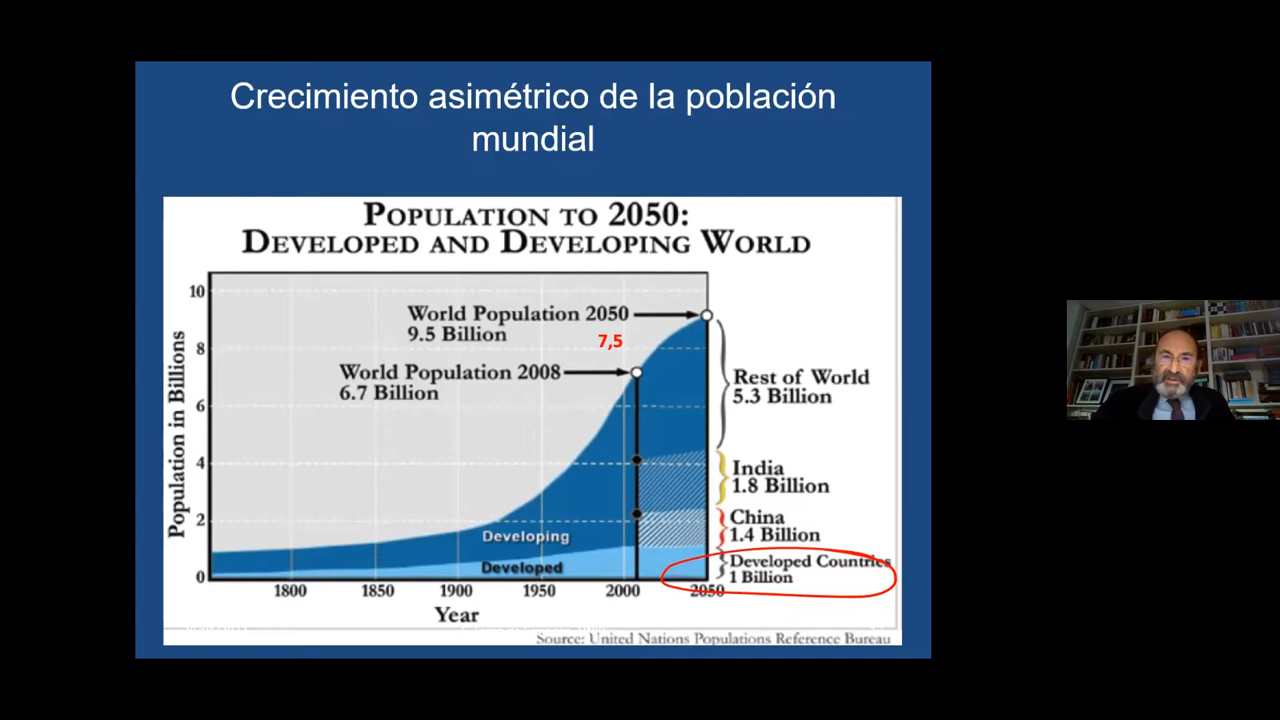 Crecimiento asimétrico de la población
mundial
POPULATION TO 2050:
DEVELOPED AND DEVELOPING WORLD
Population in Billions
10
8
6
4
2
0
World Population 2050
9.5 Billion
7,5
World Population 2008
6.7 Billion
Rest of World
5.3 Billion
India
1.8 Billion
China
1.4 Billion
Developed Countries
1 Billion
Developing
Developed
1800 1850 1900 1950 2000 2050
Year
Source: United Nations Populations Reference Bureau